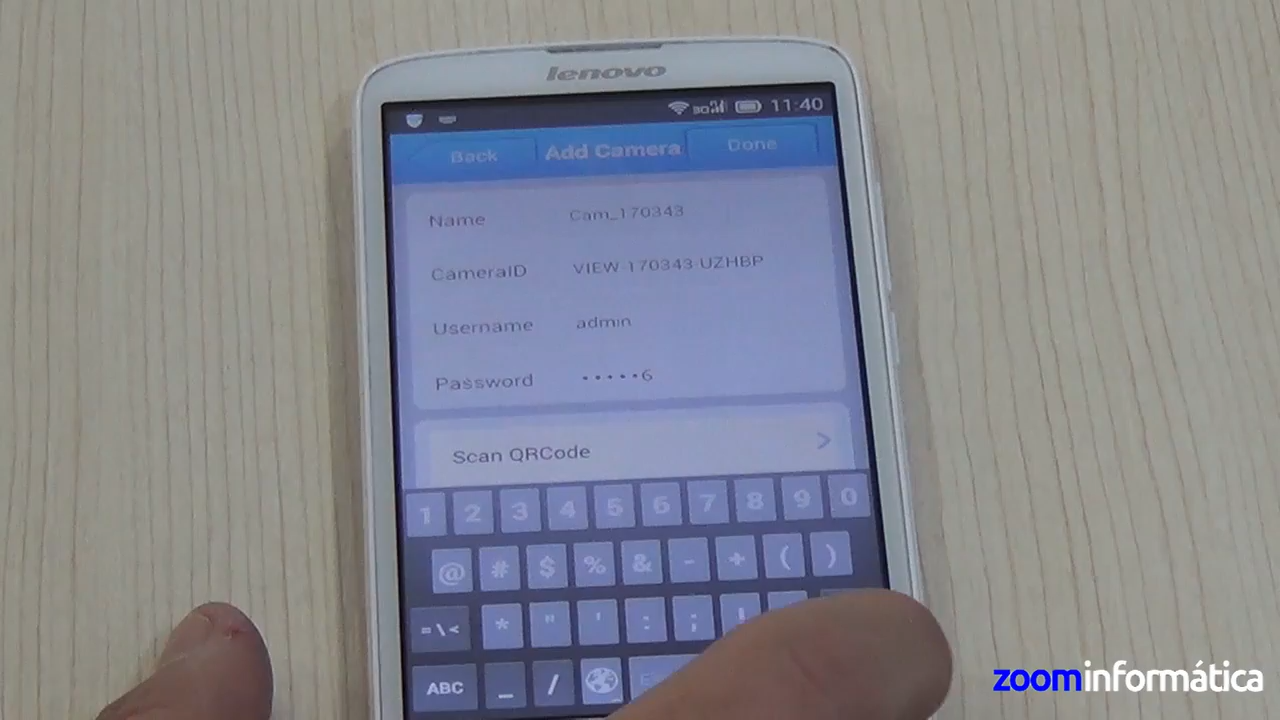 lenovo
3G 11:40
Back Add Camera Done
Name Cam_170343
CameraID VIEW-170343-UZHBP
Username admin
Password •••••6
Scan QRCode >
1 2 3 4 5 6 7 8 9 0
@ # $ % & - + ( )
=\< * " ' : ; !
ABC _ /
zoominformática